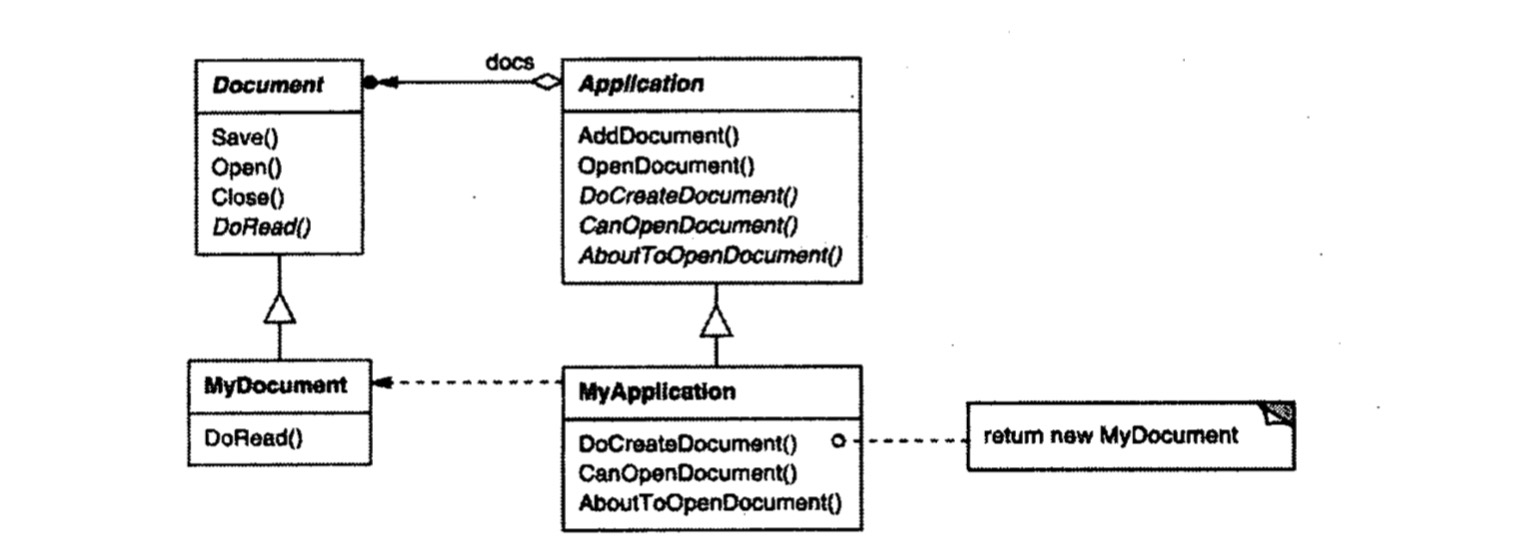 docs
Document
Save()
Open()
Close()
DoRead()
Application
AddDocument()
OpenDocument()
DoCreateDocument()
CanOpenDocument()
AboutToOpenDocument()
MyDocument
DoRead()
MyApplication
DoCreateDocument()
CanOpenDocument()
AboutToOpenDocument()
return new MyDocument